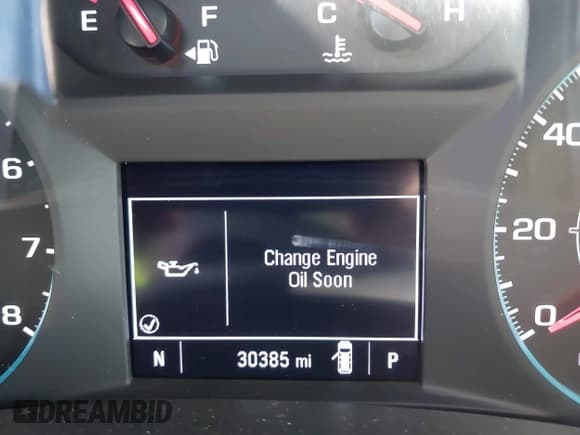 E F C H
6
7
8
40
20
0
Change Engine
Oil Soon
N 30385 mi P
DREAMBID